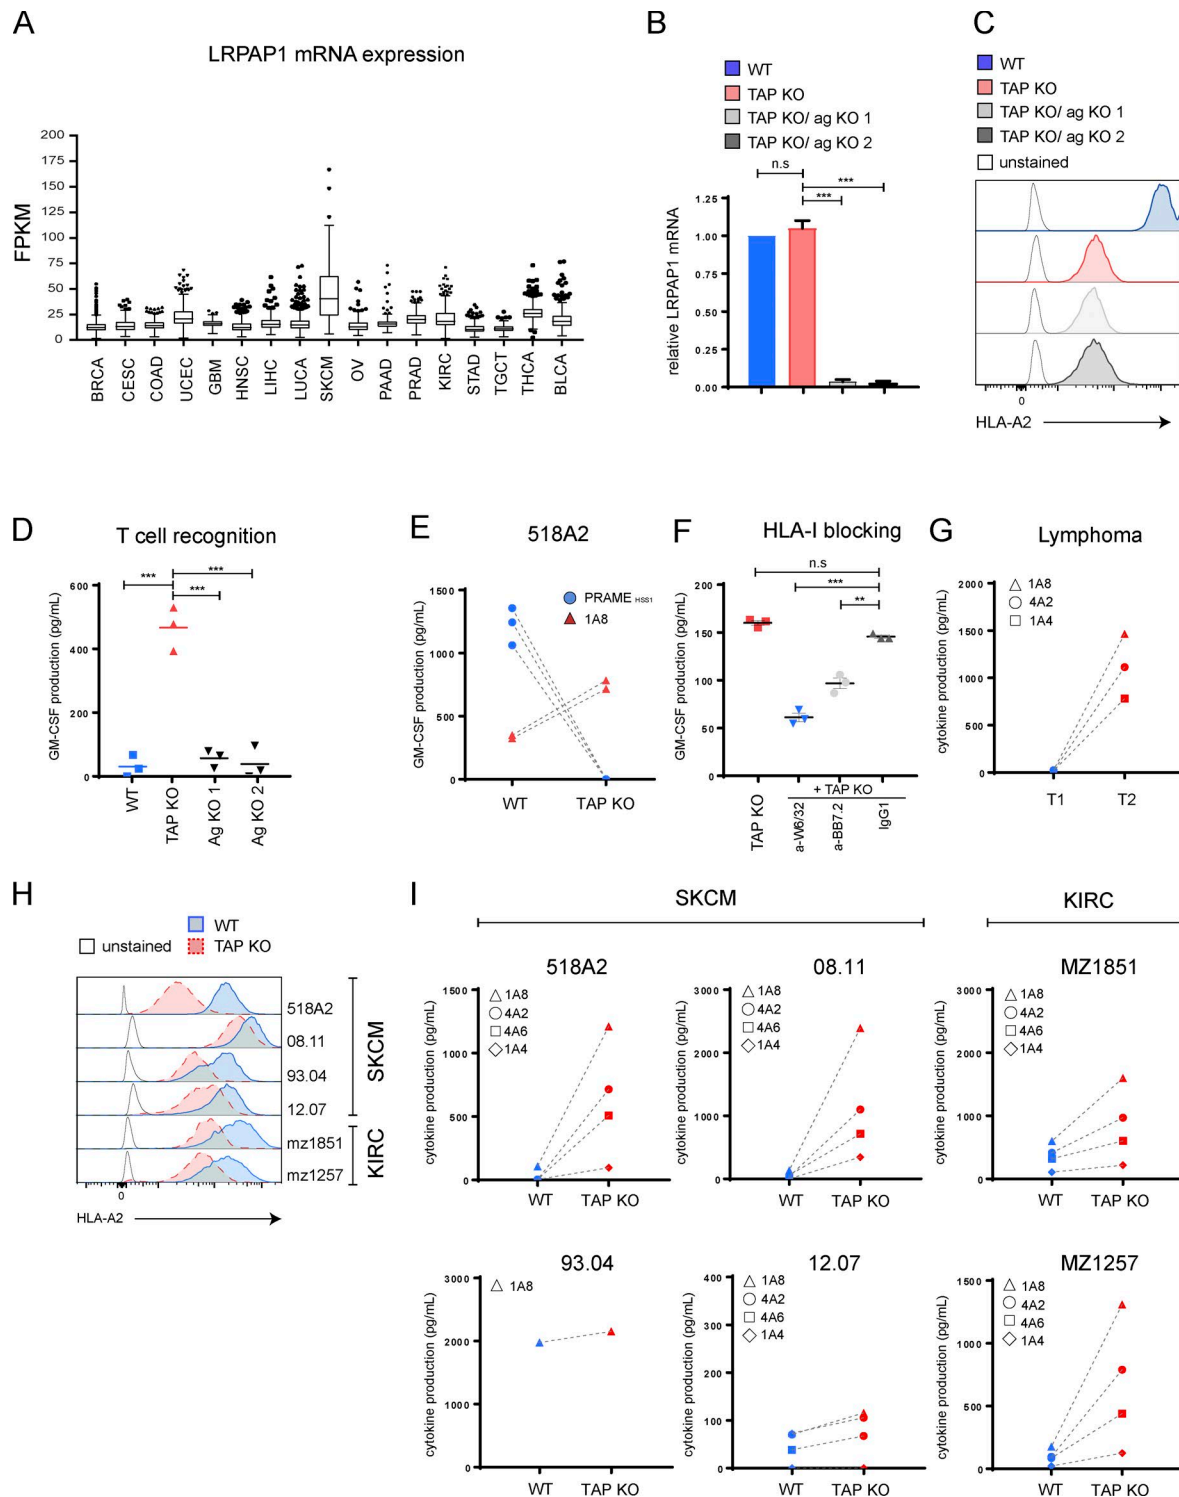 A
LRPAP1 mRNA expression
FPKM
200
175
150
125
100
75
50
25
0
BRCA
CESC
COAD
UCEC
GBM
HNSC
LIHC
LUCA
SKCM
OV
PAAD
PRAD
KIRC
STAD
TGCT
THCA
BLCA
B
WT
TAP KO
TAP KO/ ag KO 1
TAP KO/ ag KO 2
n.s
***
***
relative LRPAP1 mRNA
1.25
1.00
0.75
0.50
0.25
0.00
C
WT
TAP KO
TAP KO/ ag KO 1
TAP KO/ ag KO 2
unstained
0
HLA-A2
D
T cell recognition
***
***
***
GM-CSF production (pg/mL)
600
400
200
0
WT
TAP KO
Ag KO 1
Ag KO 2
E
518A2
PRAME HSS1
1A8
GM-CSF production (pg/mL)
1500
1000
500
0
WT
TAP KO
F
HLA-I blocking
n.s
***
**
GM-CSF production (pg/mL)
200
150
100
50
0
+ TAP KO
TAP KO
a-W6/32
a-BB7.2
IgG1
G
Lymphoma
1A8
4A2
1A4
cytokine production (pg/mL)
2000
1500
1000
500
0
T1
T2
H
WT
unstained
TAP KO
518A2
08.11
93.04
12.07
mz1851
mz1257
SKCM
KIRC
0
HLA-A2
I
SKCM
KIRC
518A2
1A8
4A2
4A6
1A4
cytokine production (pg/mL)
1500
1000
500
0
WT
TAP KO
08.11
1A8
4A2
4A6
1A4
cytokine production (pg/mL)
3000
2000
1000
0
WT
TAP KO
MZ1851
1A8
4A2
4A6
1A4
cytokine production (pg/mL)
3000
2000
1000
0
WT
TAP KO
93.04
1A8
cytokine production (pg/mL)
3000
2000
1000
0
WT
TAP KO
12.07
1A8
4A2
4A6
1A4
cytokine production (pg/mL)
400
300
200
100
0
WT
TAP KO
MZ1257
1A8
4A2
4A6
1A4
cytokine production (pg/mL)
1500
1000
500
0
WT
TAP KO